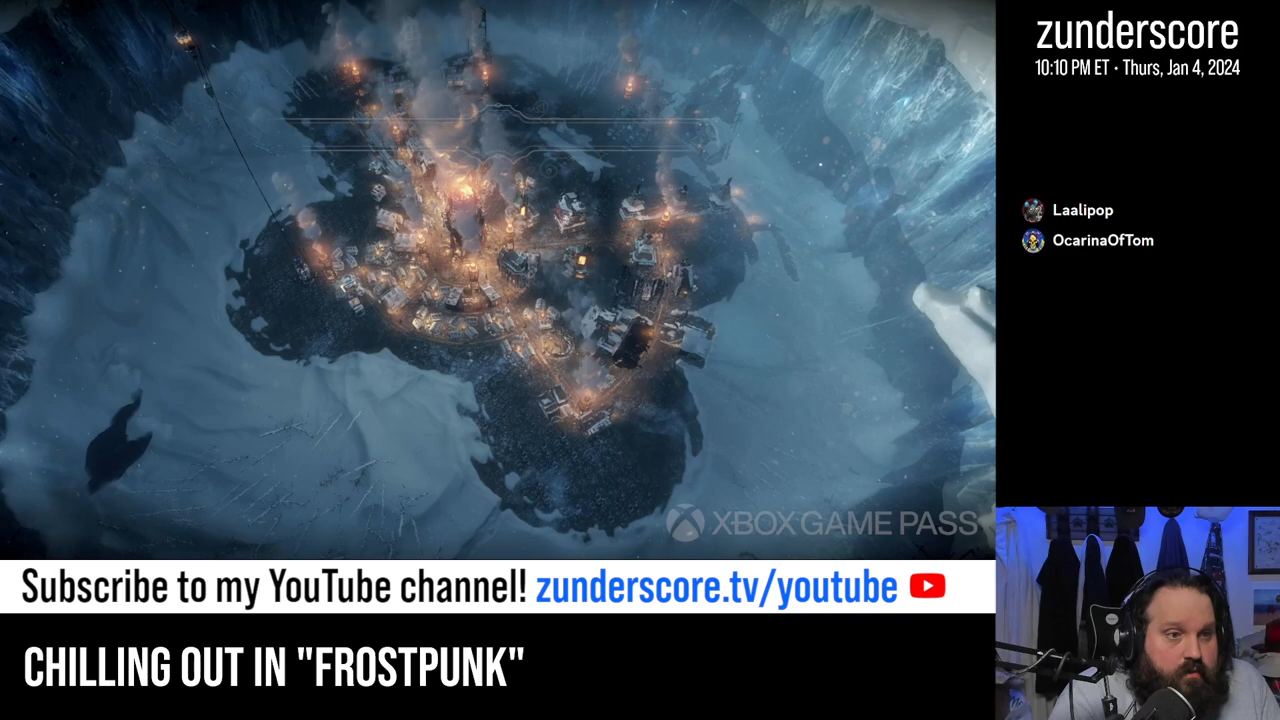 zunderscore
10:10 PM ET · Thurs, Jan 4, 2024
Laalipop
OcarinaOfTom
XBOX GAME PASS
Subscribe to my YouTube channel! zunderscore.tv/youtube
CHILLING OUT IN "FROSTPUNK"